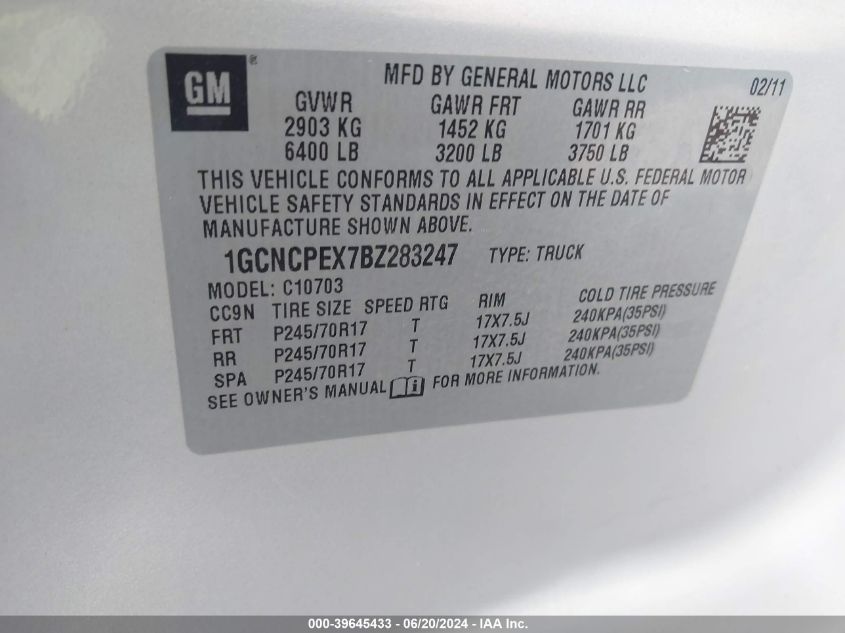 GM®
MFD BY GENERAL MOTORS LLC 02/11
GVWR GAWR FRT GAWR RR
2903 KG 1452 KG 1701 KG
6400 LB 3200 LB 3750 LB
THIS VEHICLE CONFORMS TO ALL APPLICABLE U.S. FEDERAL MOTOR
VEHICLE SAFETY STANDARDS IN EFFECT ON THE DATE OF
MANUFACTURE SHOWN ABOVE.
1GCNCPEX7BZ283247 TYPE: TRUCK
MODEL: C10703
CC9N TIRE SIZE SPEED RTG RIM COLD TIRE PRESSURE
FRT P245/70R17 T 17X7.5J 240KPA(35PSI)
RR P245/70R17 T 17X7.5J 240KPA(35PSI)
SPA P245/70R17 T 17X7.5J 240KPA(35PSI)
SEE OWNER'S MANUAL FOR MORE INFORMATION.
000-39645433 - 06/20/2024 - IAA Inc.